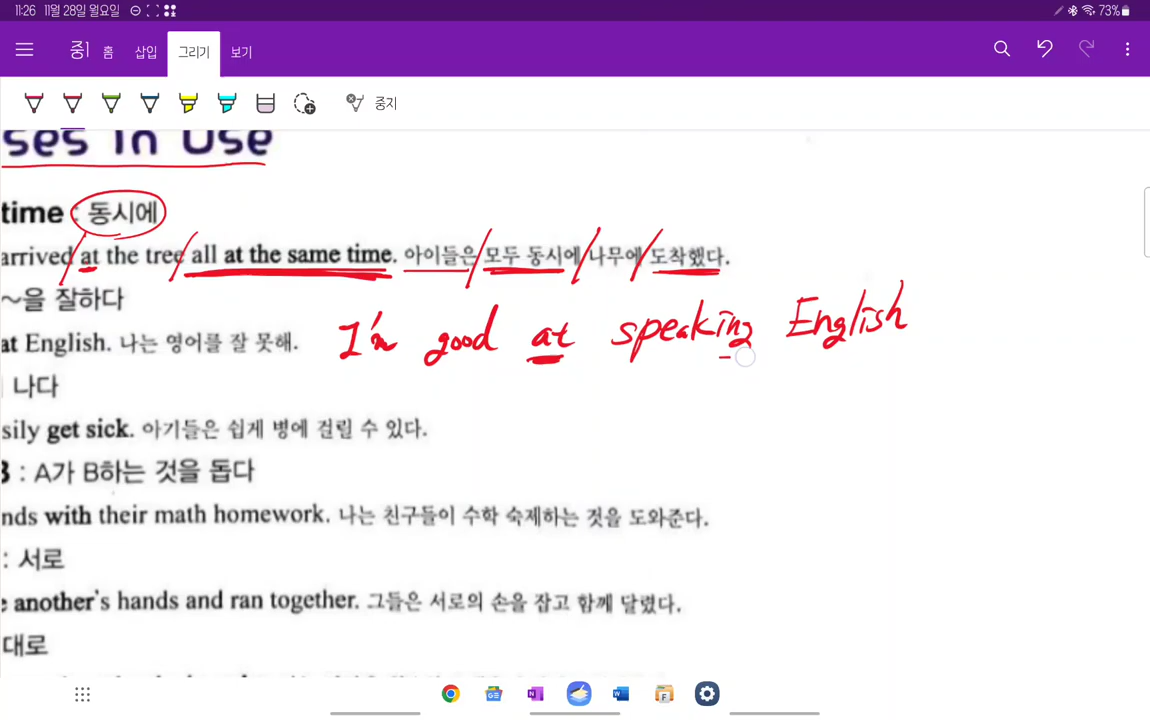 11:26 11월 28일 월요일 73%
중1 홈 삽입 그리기 보기
중지
ses in Use
time : 동시에
arrived at the tree all at the same time. 아이들은 모두 동시에 나무에 도착했다.
~을 잘하다
I'm good at speaking English
at English. 나는 영어를 잘 못해.
나다
sily get sick. 아기들은 쉽게 병에 걸릴 수 있다.
B : A가 B하는 것을 돕다
nds with their math homework. 나는 친구들이 수학 숙제하는 것을 도와준다.
: 서로
e another's hands and ran together. 그들은 서로의 손을 잡고 함께 달렸다.
대로